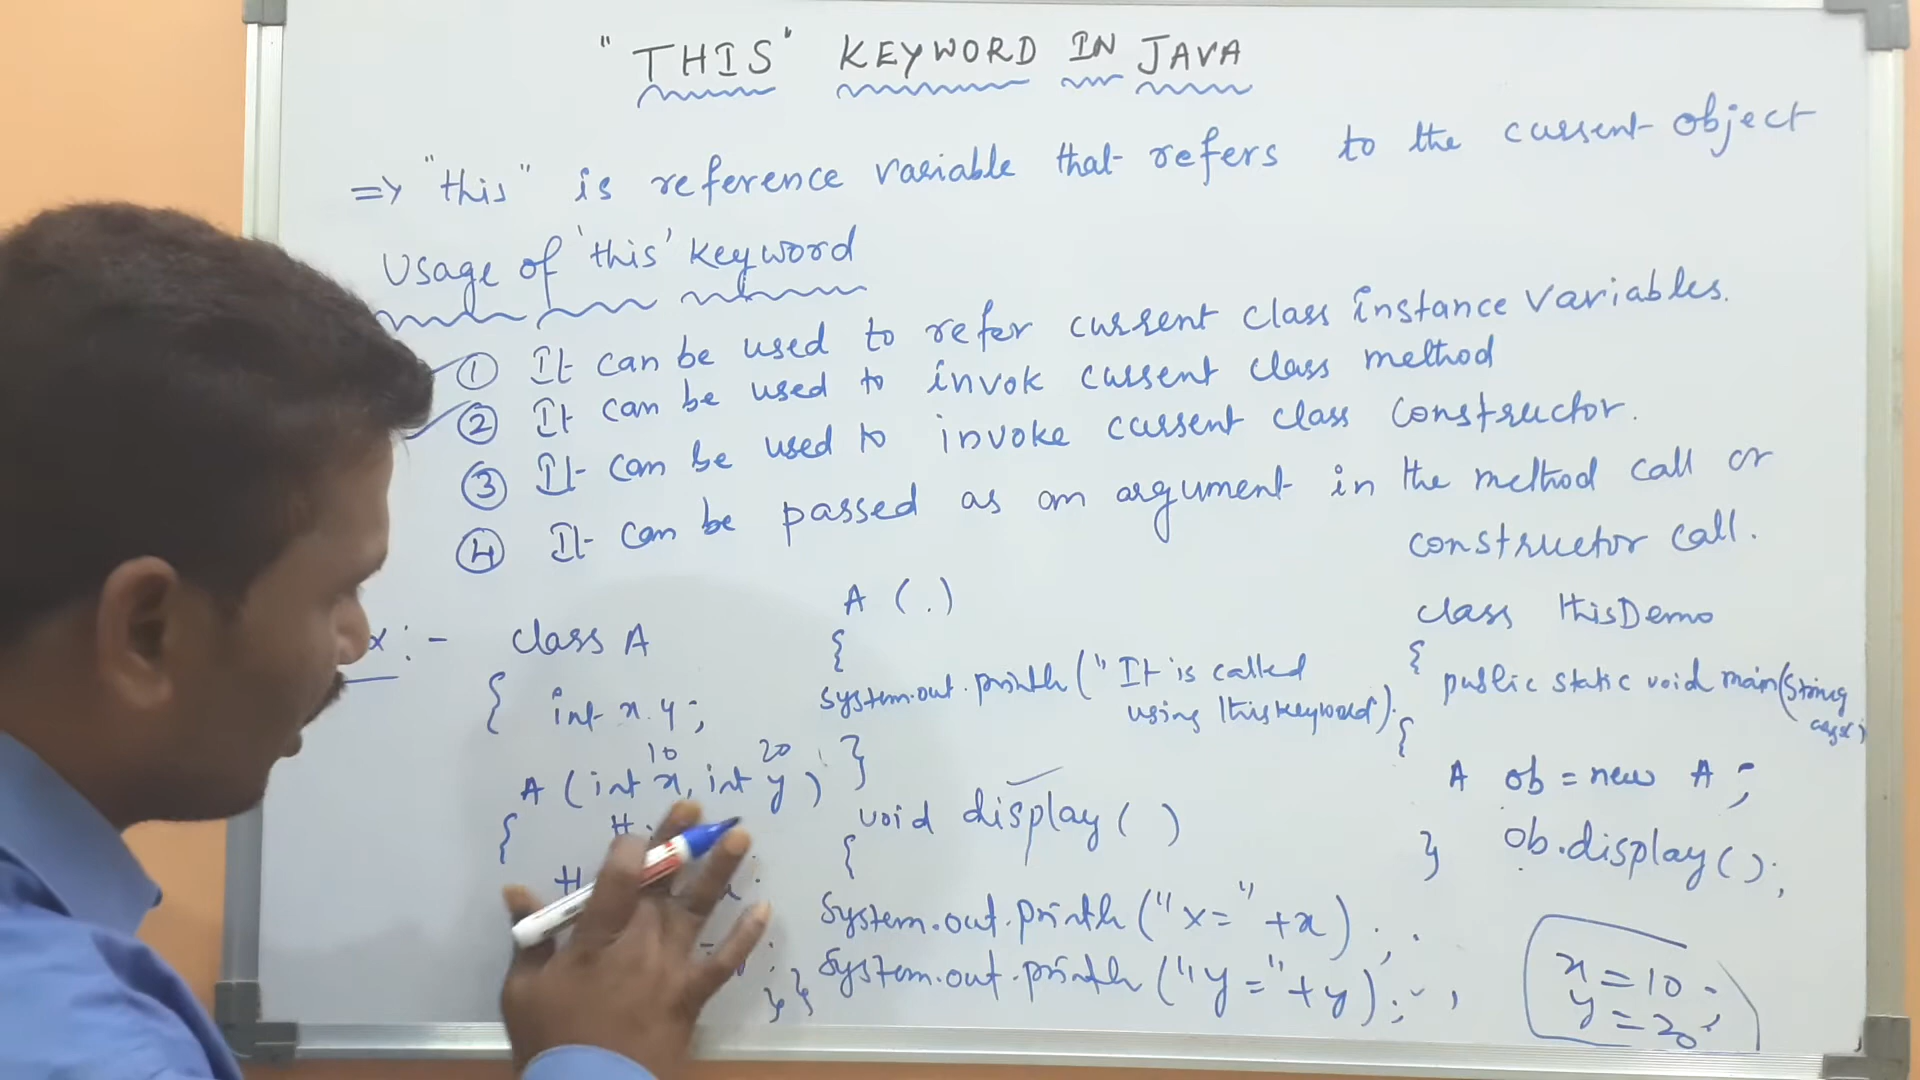 "THIS" KEYWORD IN JAVA
=> "this" is reference variable that refers to the current object
Usage of 'this' keyword
① It can be used to refer current class instance variables.
② It can be used to invok current class method
③ It can be used to invoke current class constructor.
④ It can be passed as an argument in the method call or
constructor call.
x:- class A
{ int x.y;
10 20
A (int x, int y)
{
}}
A (.)
{
System.out.println("It is called
using thiskeyword).
}
void display( )
{
System.out.println("x=" +x);
System.out.println("y="+y);
class thisDemo
{ public static void main(String
{
A ob = new A ;
} ob.display();
x=10;
y=20;